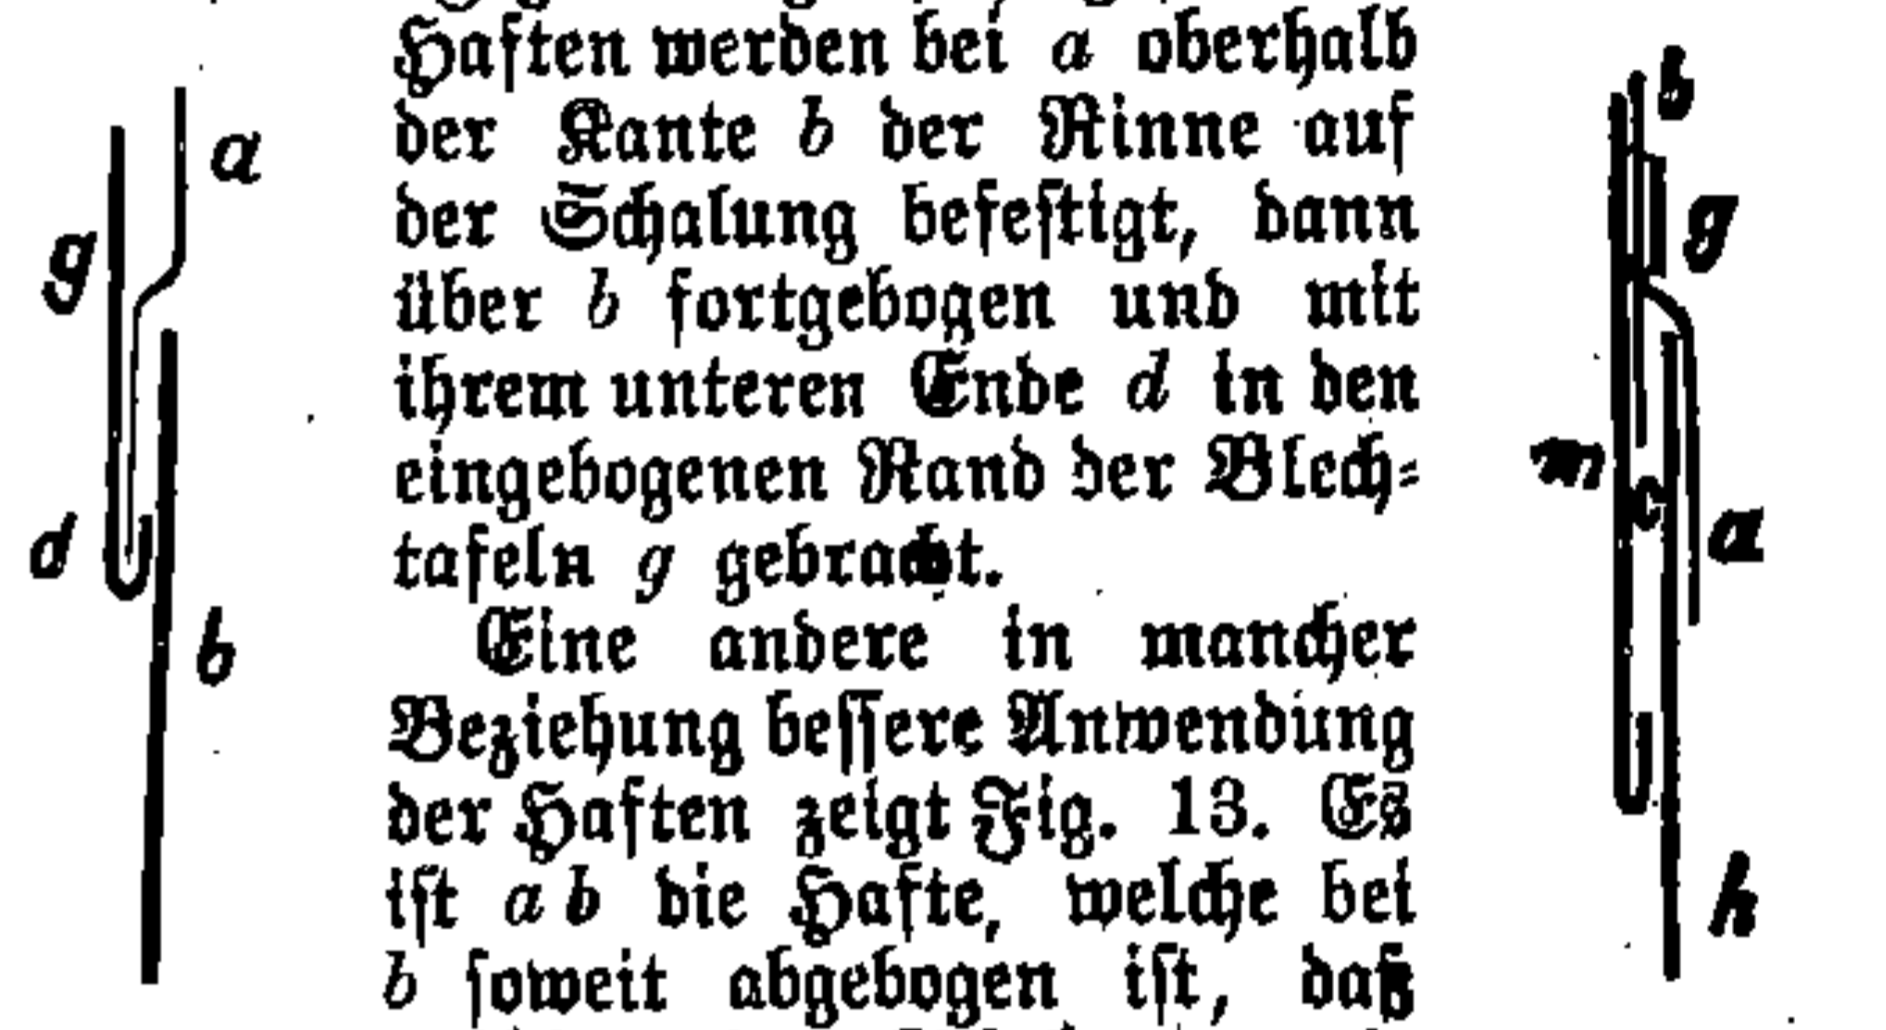 Haften werden bei a oberhalb
der Kante b der Rinne auf
der Schalung befestigt, dann
über b fortgebogen und mit
ihrem unteren Ende d in den
eingebogenen Rand der Blech-
tafeln g gebracht.
Eine andere in mancher
Beziehung bessere Anwendung
der Haften zeigt Fig. 13. Es
ist a b die Hafte, welche bei
b soweit abgebogen ist, daß
a
g
d
b
b
g
m
c
a
h